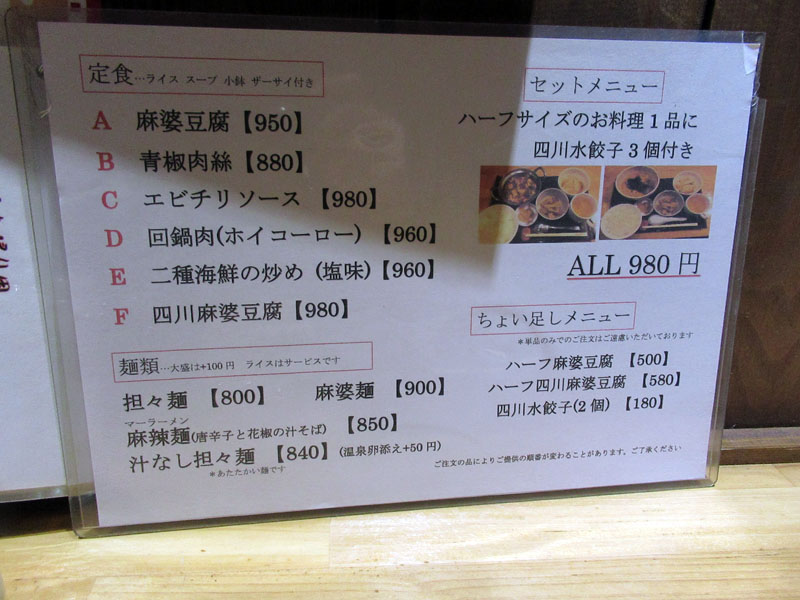 定食…ライス スープ 小鉢 ザーサイ付き
A 麻婆豆腐【950】
B 青椒肉絲【880】
C エビチリソース 【980】
D 回鍋肉(ホイコーロー) 【960】
E 二種海鮮の炒め (塩味)【960】
F 四川麻婆豆腐【980】
麺類…大盛は+100円 ライスはサービスです
担々麺 【800】 麻婆麺 【900】
マーラーメン
麻辣麺(唐辛子と花椒の汁そば) 【850】
汁なし担々麺 【840】(温泉卵添え+50円)
＊あたたかい麺です
セットメニュー
ハーフサイズのお料理1品に
四川水餃子3個付き
ALL 980円
ちょい足しメニュー
＊単品のみでのご注文はご遠慮いただいております
ハーフ麻婆豆腐 【500】
ハーフ四川麻婆豆腐 【580】
四川水餃子(2個) 【180】
ご注文の品によりご提供の順番が変わることがあります。ご了承ください